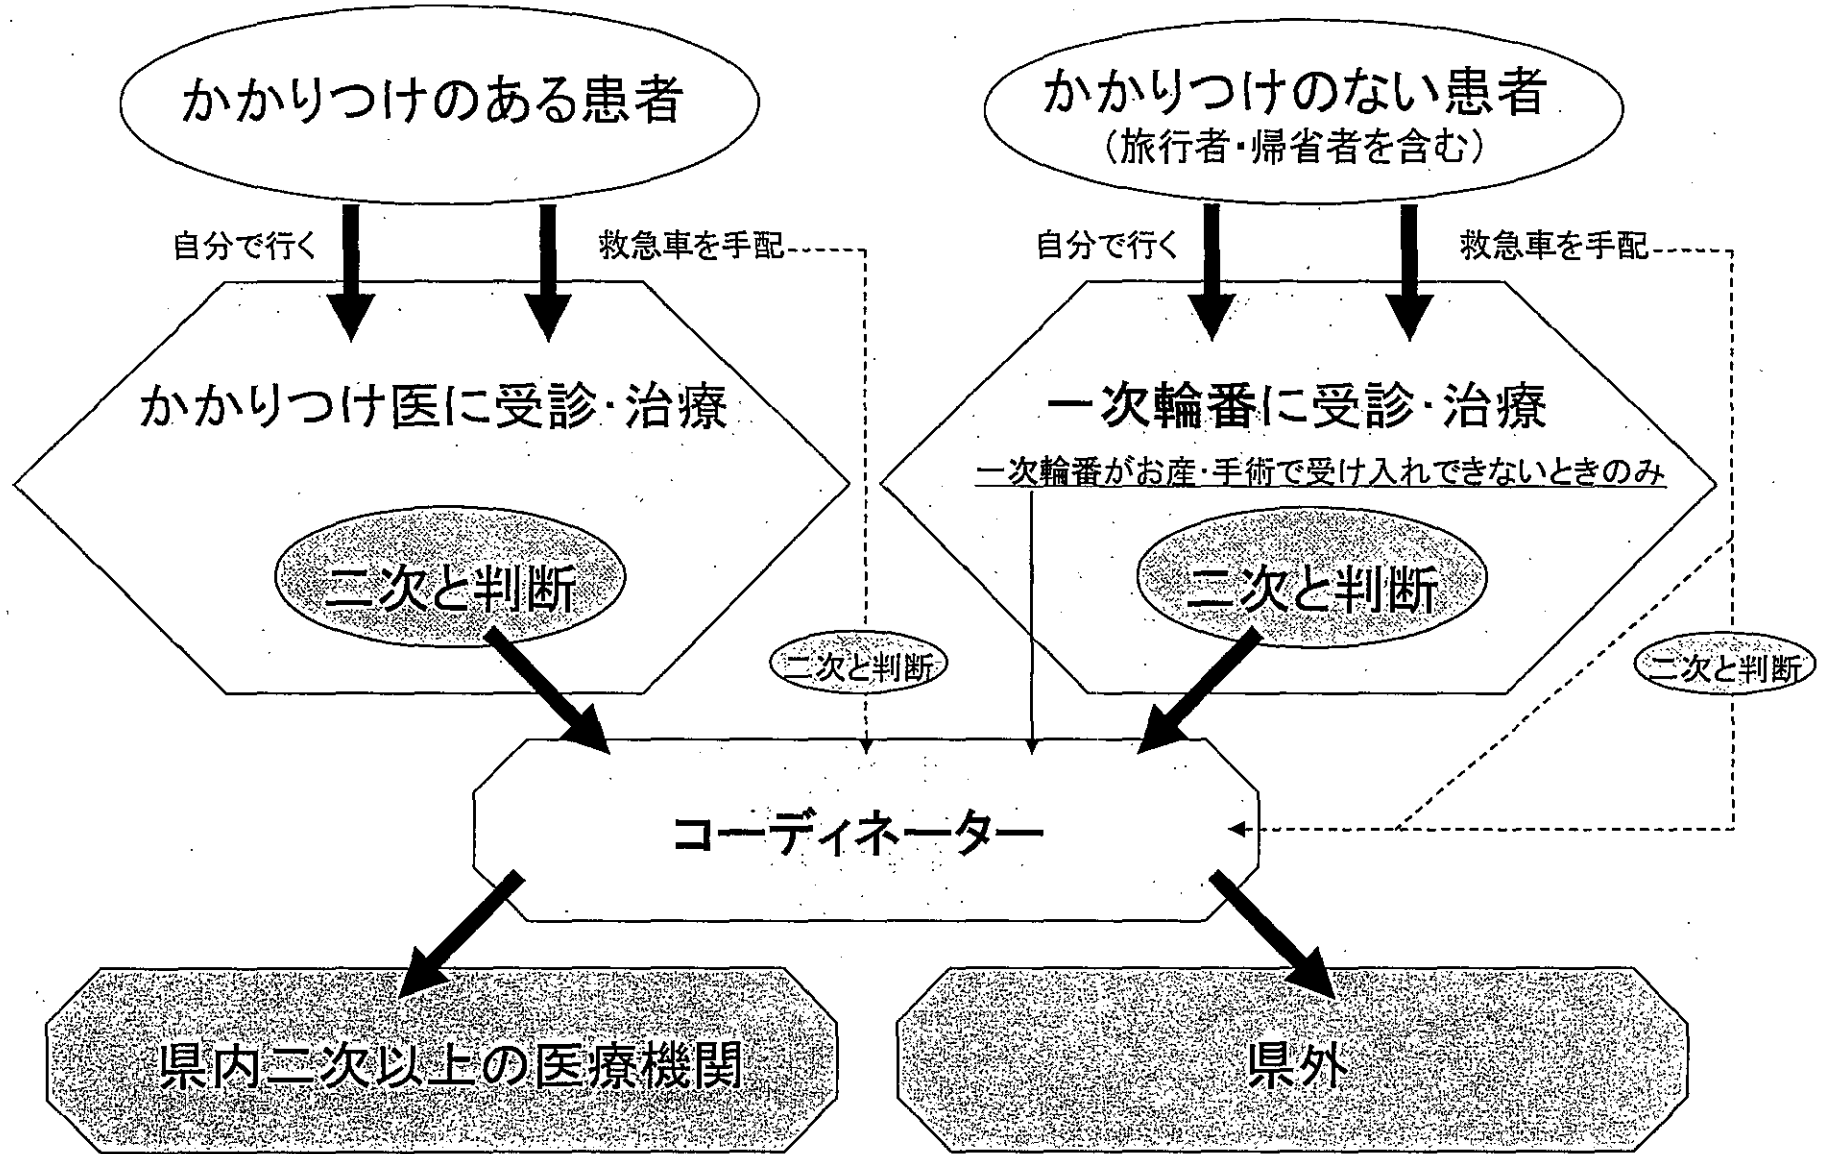 かかりつけのある患者
かかりつけのない患者
(旅行者・帰省者を含む)
自分で行く
救急車を手配
自分で行く
救急車を手配
かかりつけ医に受診・治療
一次輪番に受診・治療
一次輪番がお産・手術で受け入れできないときのみ
二次と判断
二次と判断
二次と判断
二次と判断
コーディネーター
県内二次以上の医療機関
県外